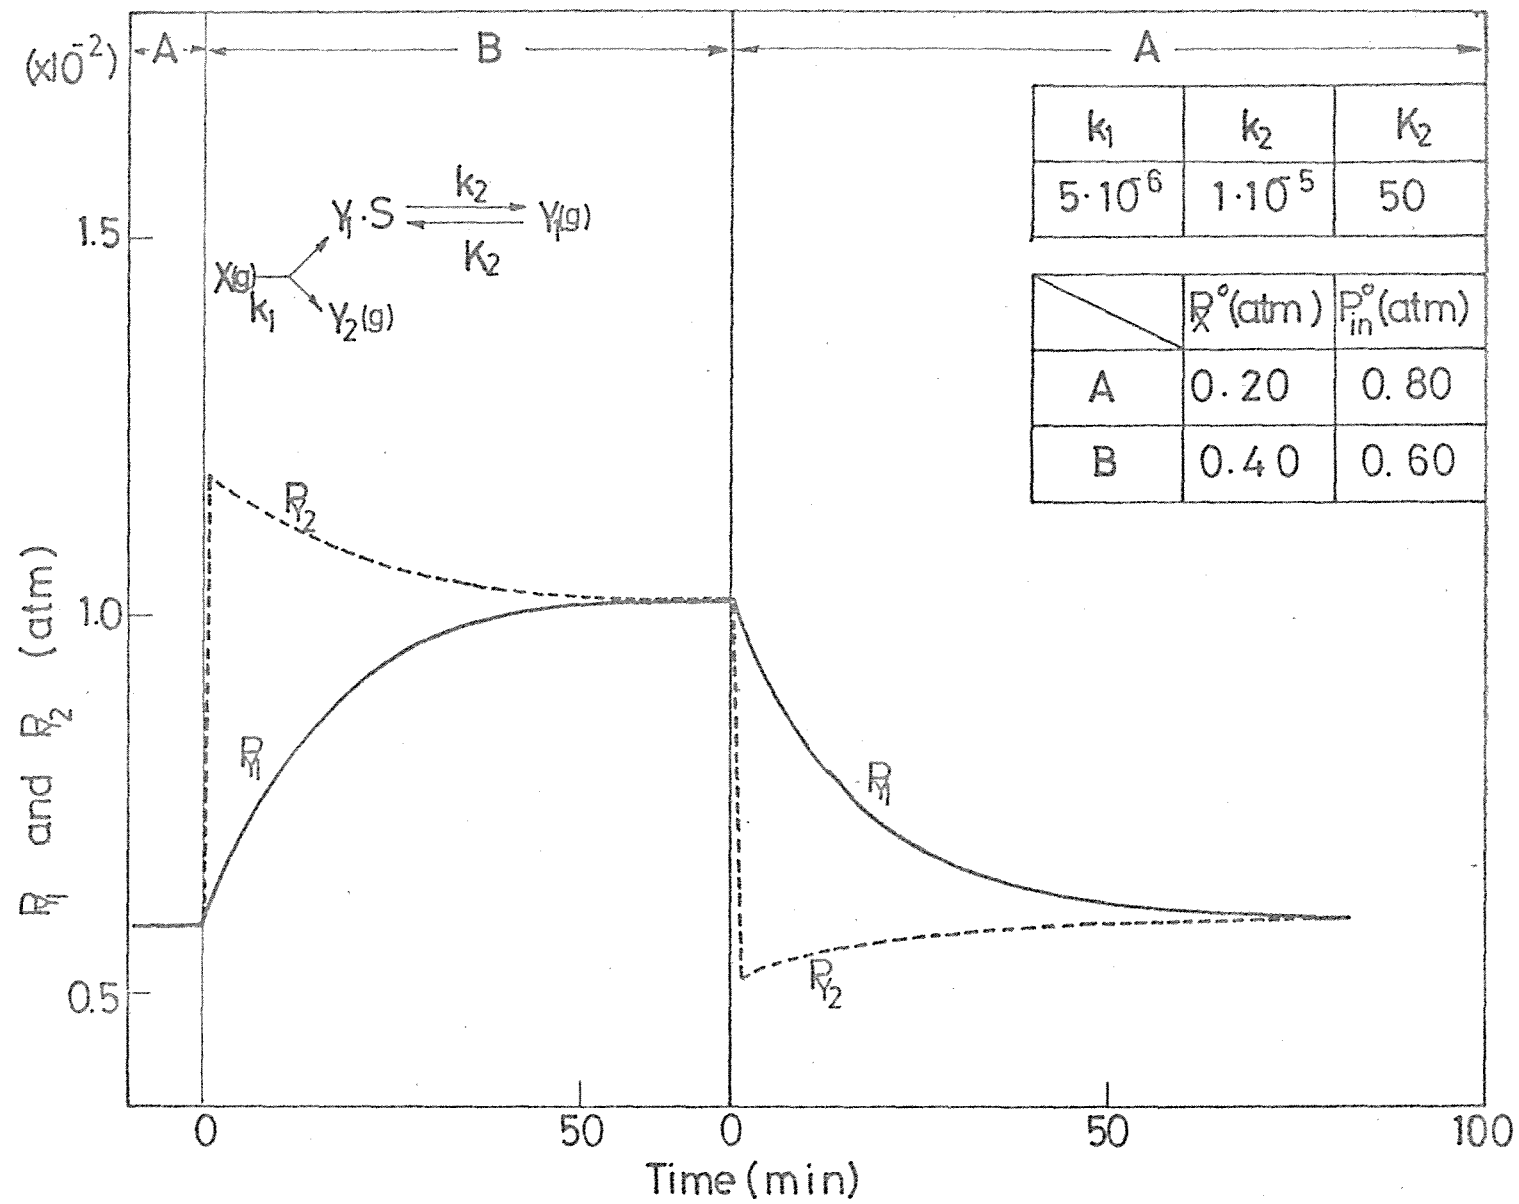 (x10⁻²)
A
B
A
k₁ k₂ K₂
5·10⁻⁶ 1·10⁻⁵ 50
k₂
Y₁·S Y₁(g)
K₂
X(g)
k₁
Y₂(g)
P°x(atm) P°in(atm)
A 0.20 0.80
B 0.40 0.60
1.5
1.0
0.5
PY₂
PY₁
PY₁
PY₂
PY₁ and PY₂ (atm)
0 50 0 50 100
Time (min)